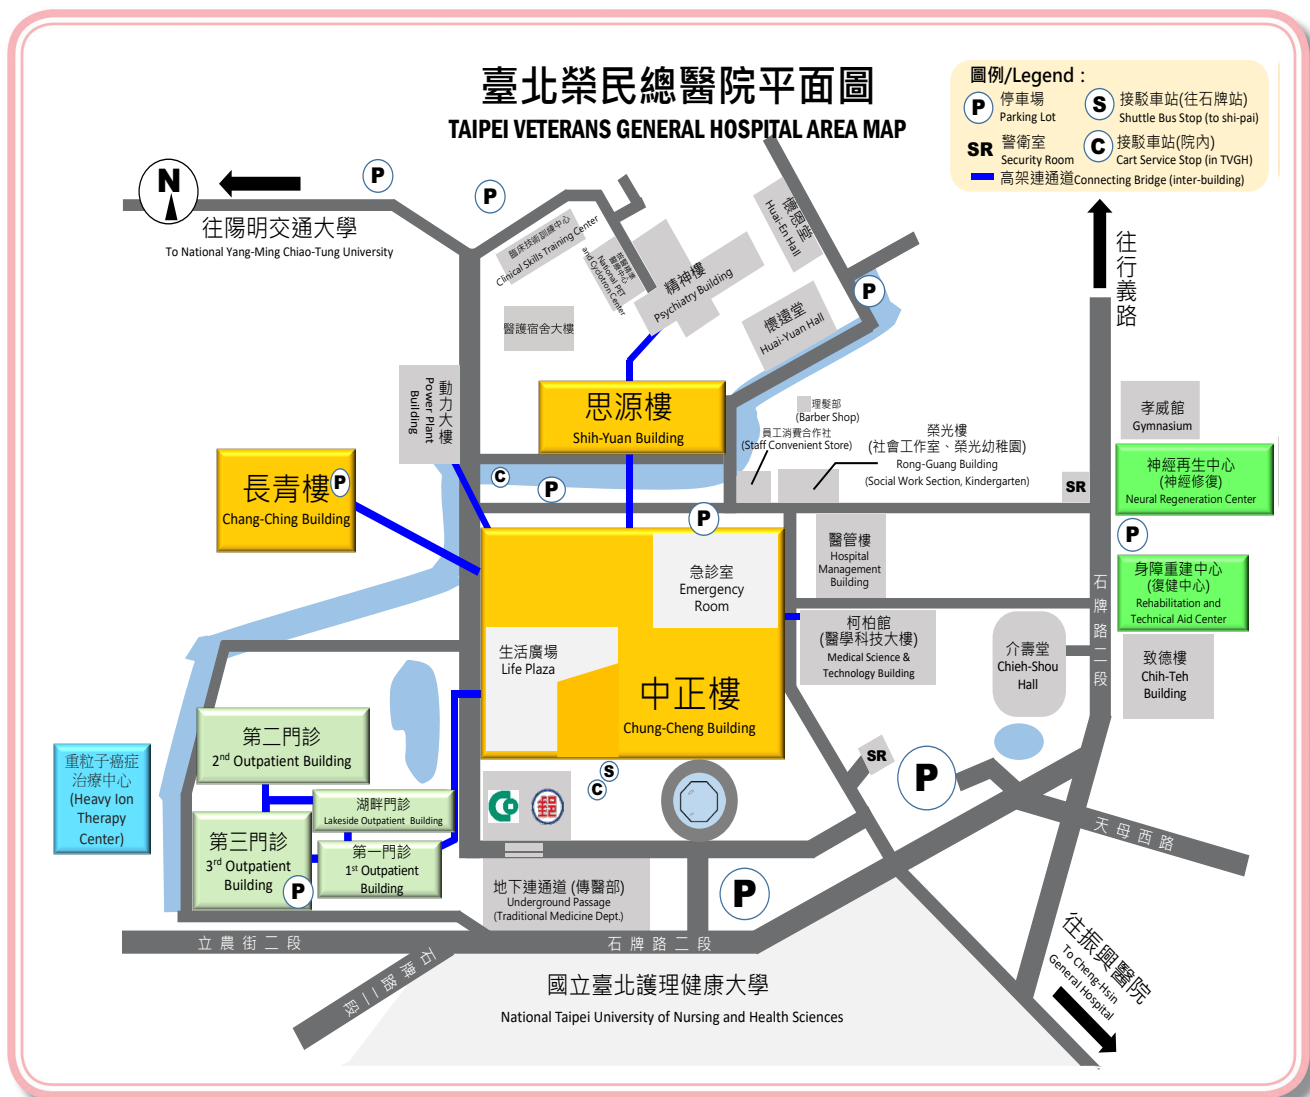 臺北榮民總醫院平面圖
TAIPEI VETERANS GENERAL HOSPITAL AREA MAP
圖例/Legend：
P
停車場
Parking Lot
S
接駁車站(往石牌站)
Shuttle Bus Stop (to shi-pai)
SR
警衛室
Security Room
C
接駁車站(院內)
Cart Service Stop (in TVGH)
高架連通道Connecting Bridge (inter-building)
N
往陽明交通大學
To National Yang-Ming Chiao-Tung University
P
P
臨床技術訓練中心
Clinical Skills Training Center
National PET
and Cyclotron Center
精神樓
Psychiatry Building
懷恩堂
Huai-En Hall
懷遠堂
Huai-Yuan Hall
P
往行義路
醫護宿舍大樓
動力大樓
Power Plant
Building
思源樓
Shih-Yuan Building
理髮部
(Barber Shop)
員工消費合作社
(Staff Convenient Store)
榮光樓
(社會工作室、榮光幼稚園)
Rong-Guang Building
(Social Work Section, Kindergarten)
孝威館
Gymnasium
神經再生中心
(神經修復)
Neural Regeneration Center
SR
長青樓
P
Chang-Ching Building
C
P
P
P
急診室
Emergency
Room
醫管樓
Hospital
Management
Building
身障重建中心
(復健中心)
Rehabilitation and
Technical Aid Center
石牌路二段
生活廣場
Life Plaza
中正樓
Chung-Cheng Building
柯柏館
(醫學科技大樓)
Medical Science &
Technology Building
介壽堂
Chieh-Shou
Hall
致德樓
Chih-Teh
Building
第二門診
2nd Outpatient Building
重粒子癌症
治療中心
(Heavy Ion
Therapy
Center)
湖畔門診
Lakeside Outpatient Building
第三門診
3rd Outpatient
Building
P
第一門診
1st Outpatient
Building
S
C
郵
SR
P
天母西路
地下連通道 (傳醫部)
Underground Passage
(Traditional Medicine Dept.)
P
立農街二段
石牌路二段
石牌路二段
往振興醫院
To Cheng-Hsin
General Hospital
國立臺北護理健康大學
National Taipei University of Nursing and Health Sciences